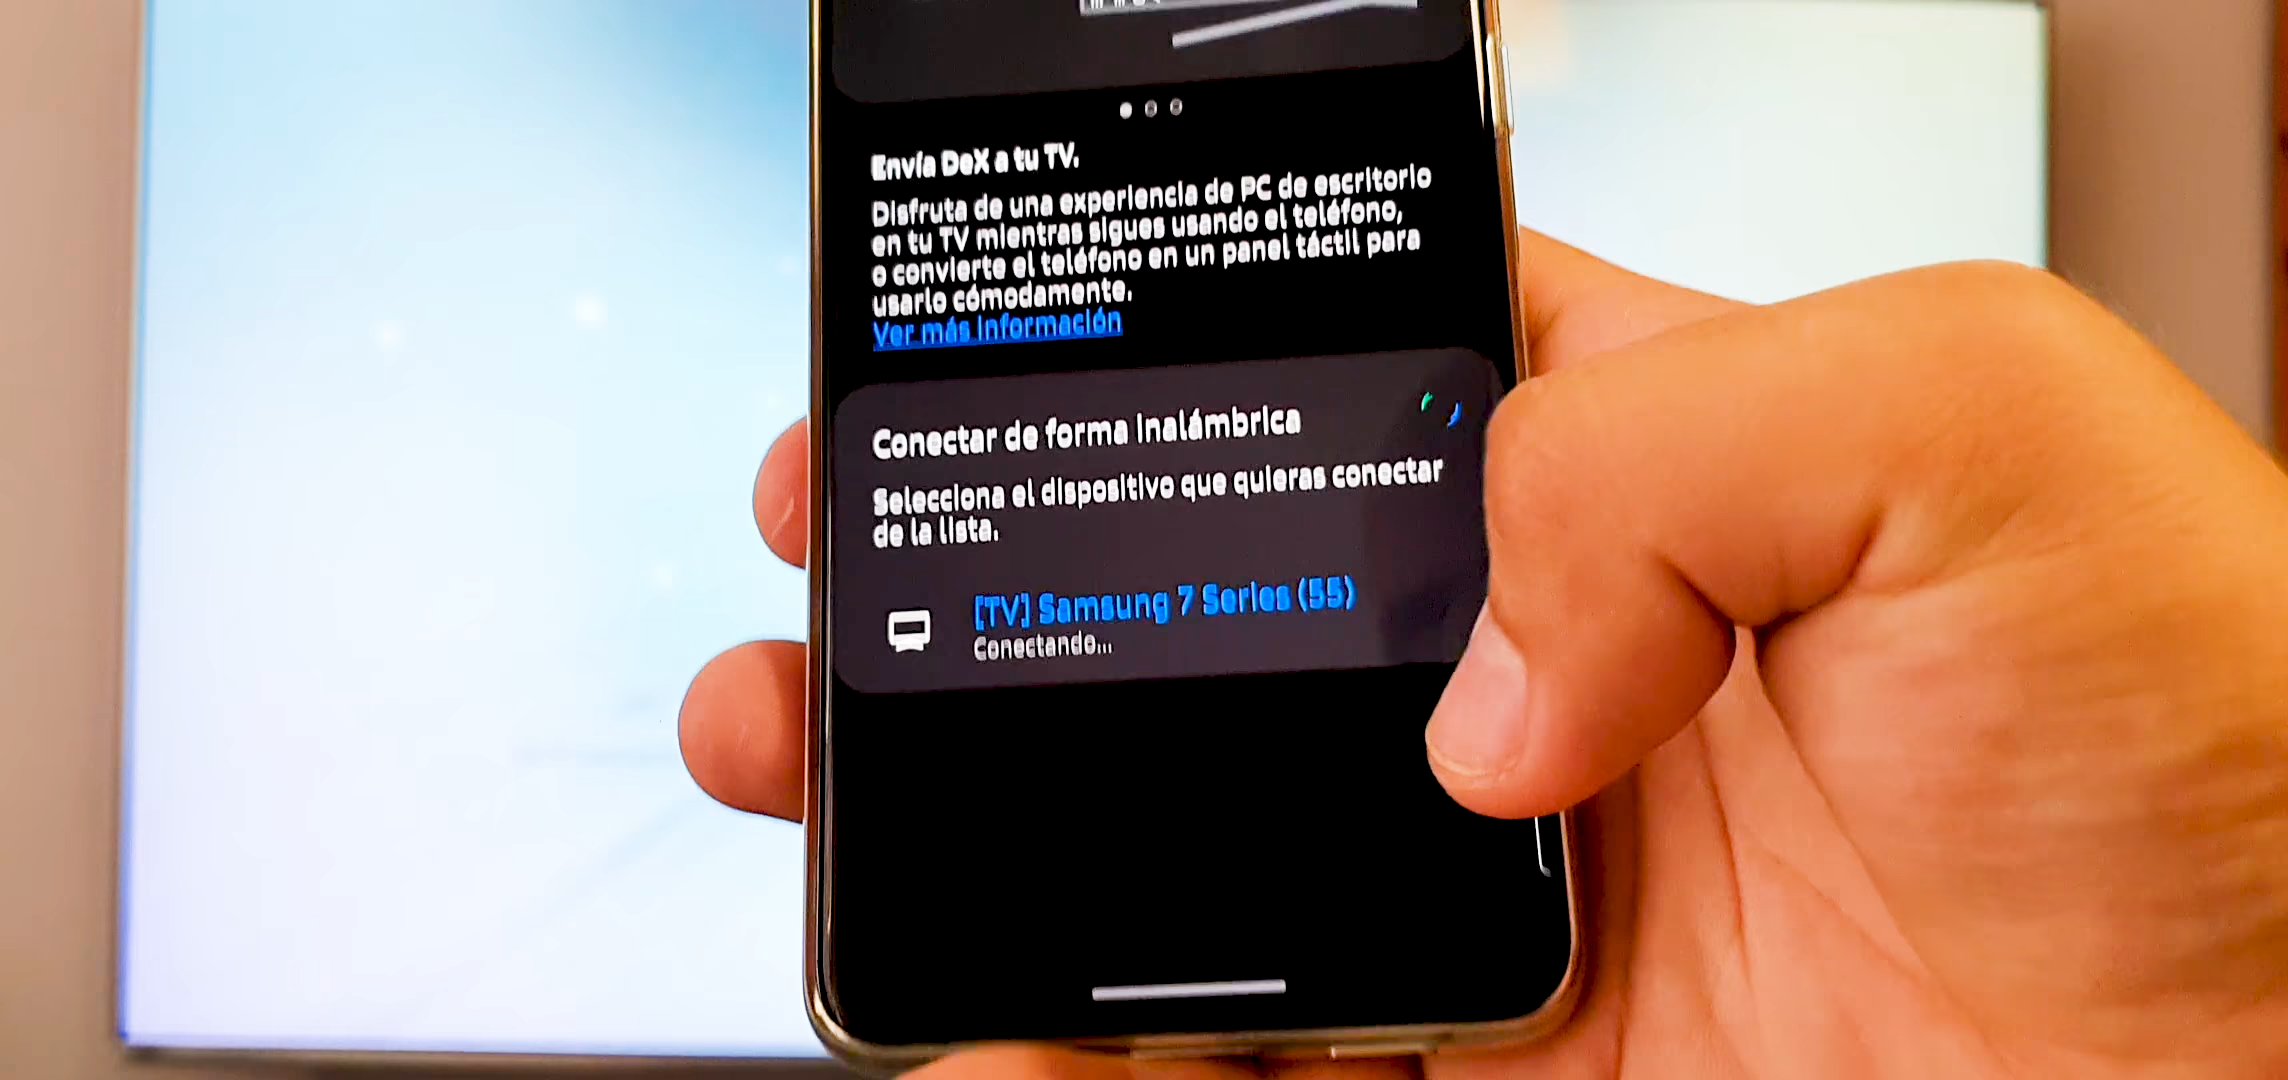 Envía DeX a tu TV.
Disfruta de una experiencia de PC de escritorio
en tu TV mientras sigues usando el teléfono,
o convierte el teléfono en un panel táctil para
usarlo cómodamente.
Ver más información
Conectar de forma inalámbrica
Selecciona el dispositivo que quieras conectar
de la lista.
[TV] Samsung 7 Series (55)
Conectando...